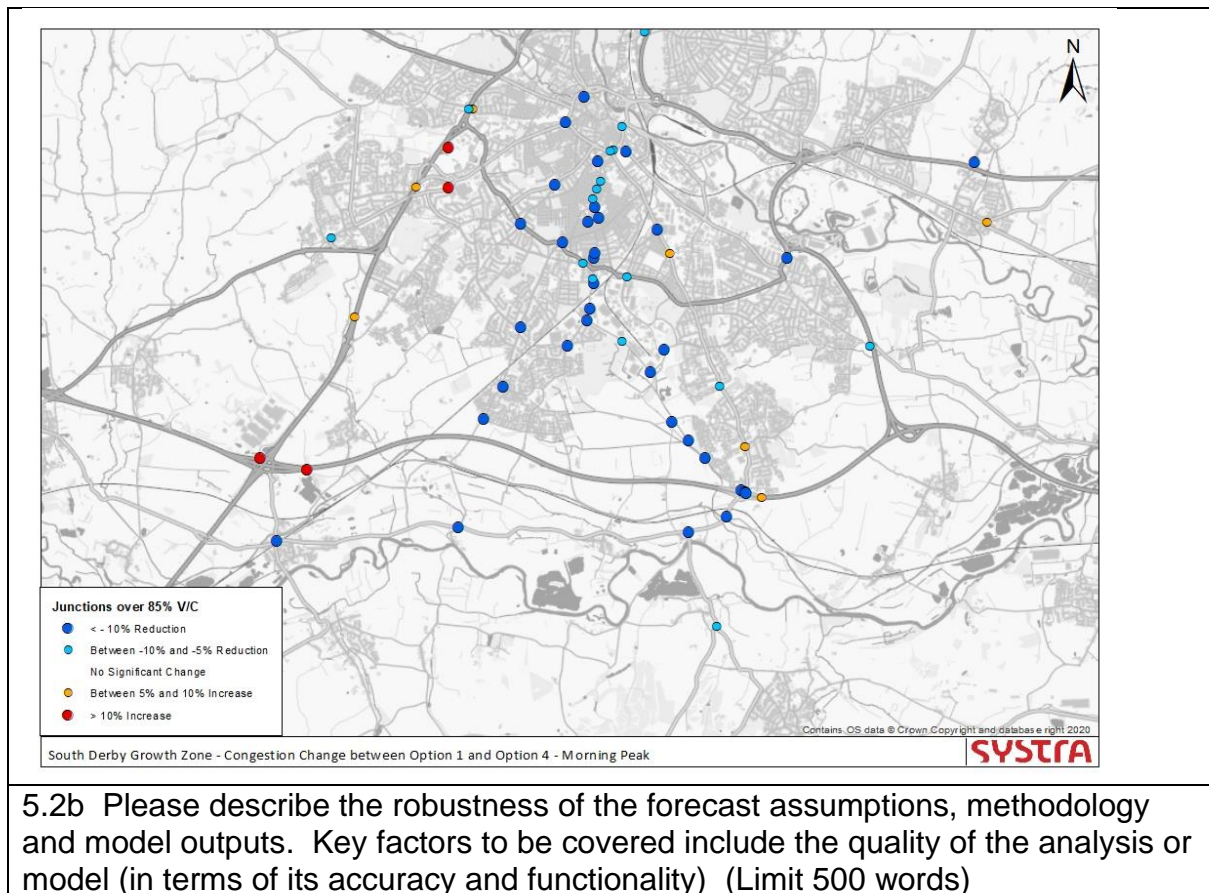 N
Junctions over 85% V/C
< - 10% Reduction
Between -10% and -5% Reduction
No Significant Change
Between 5% and 10% Increase
> 10% Increase
Contains OS data © Crown Copyright and database right 2020
South Derby Growth Zone - Congestion Change between Option 1 and Option 4 - Morning Peak
SYSTRA
5.2b Please describe the robustness of the forecast assumptions, methodology
and model outputs. Key factors to be covered include the quality of the analysis or
model (in terms of its accuracy and functionality) (Limit 500 words)